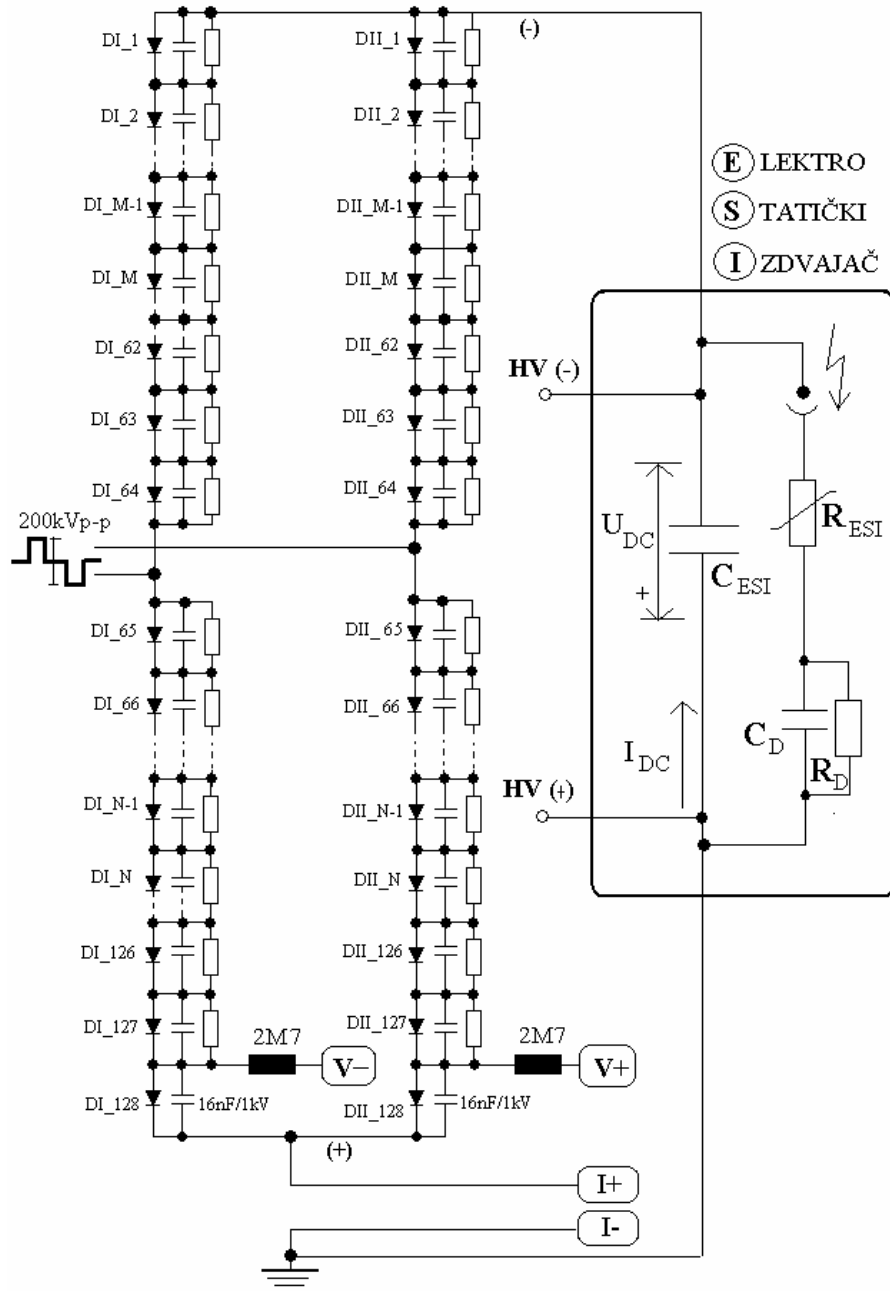 (-)
DI_1
DII_1
DI_2
DII_2
DI_M-1
DII_M-1
DI_M
DII_M
DI_62
DII_62
DI_63
DII_63
DI_64
DII_64
200kVp-p
DI_65
DII_65
DI_66
DII_66
DI_N-1
DII_N-1
DI_N
DII_N
DI_126
DII_126
DI_127
DII_127
2M7
2M7
V−
V+
DI_128
16nF/1kV
DII_128
16nF/1kV
(+)
I+
I-
E LEKTRO
S TATIČKI
I ZDVAJAČ
HV (-)
U DC
+
C ESI
R ESI
I DC
C D
R D
HV (+)